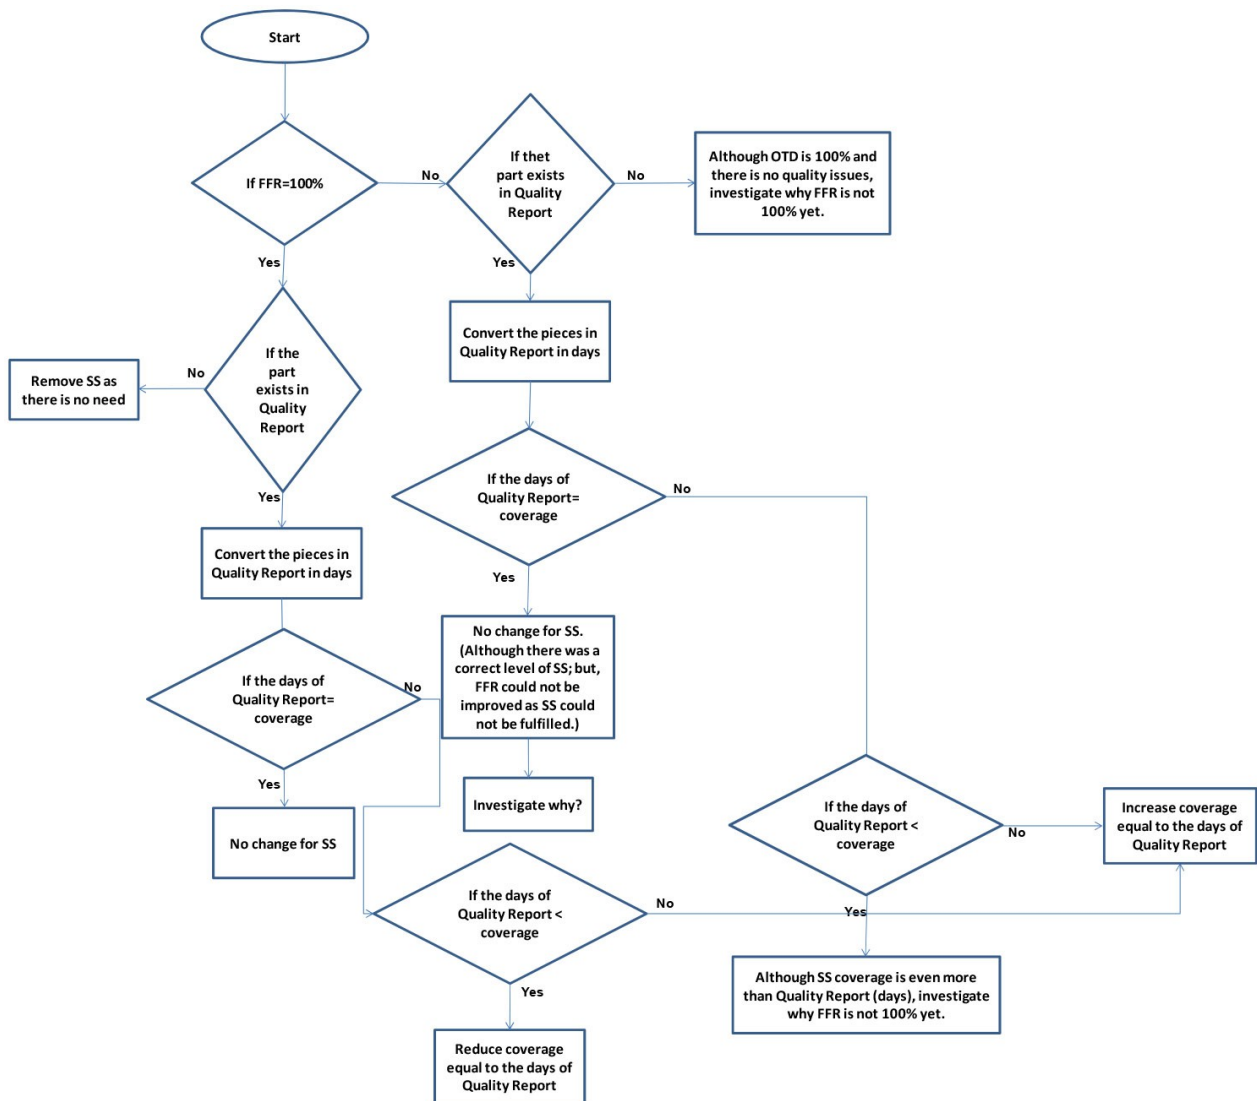 Start
If FFR=100%
No
If thet
part exists
in Quality
Report
No
Although OTD is 100% and
there is no quality issues,
investigate why FFR is not
100% yet.
Yes
Yes
Convert the pieces in
Quality Report in days
If the
part
exists in
Quality
Report
No
Remove SS as
there is no need
Yes
If the days of
Quality Report=
coverage
No
Convert the pieces in
Quality Report in days
Yes
No change for SS.
(Although there was a
correct level of SS; but,
FFR could not be
improved as SS could
not be fulfilled.)
If the days of
Quality Report=
coverage
No
Yes
No change for SS
Investigate why?
If the days of
Quality Report <
coverage
No
Increase coverage
equal to the days of
Quality Report
If the days of
Quality Report <
coverage
No
Yes
Although SS coverage is even more
than Quality Report (days), investigate
why FFR is not 100% yet.
Yes
Reduce coverage
equal to the days of
Quality Report